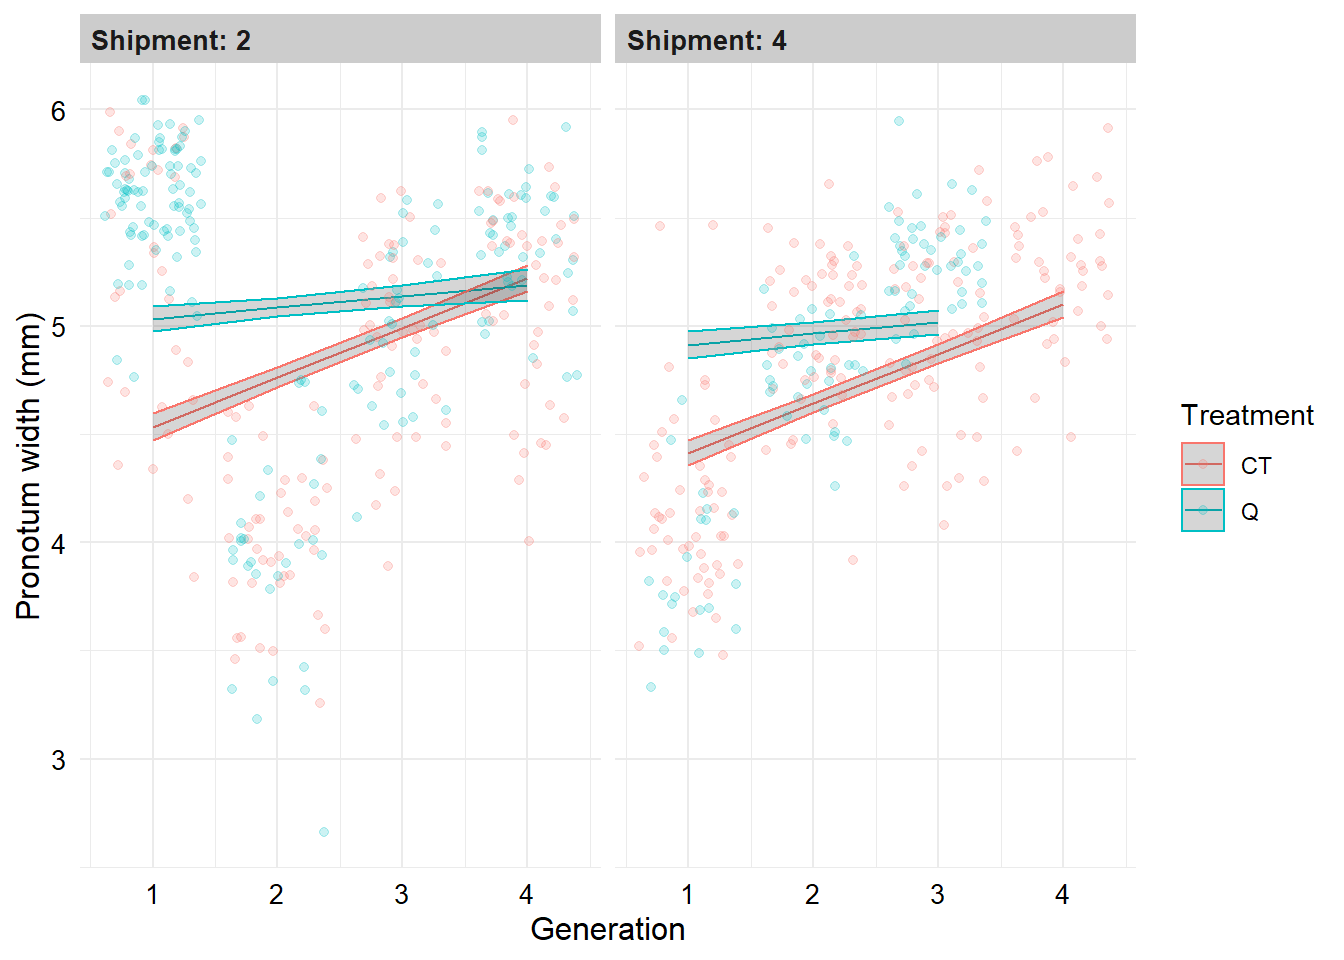 Shipment: 2
Shipment: 4
6
5
4
3
Pronotum width (mm)
1 2 3 4
1 2 3 4
Generation
Treatment
CT
Q